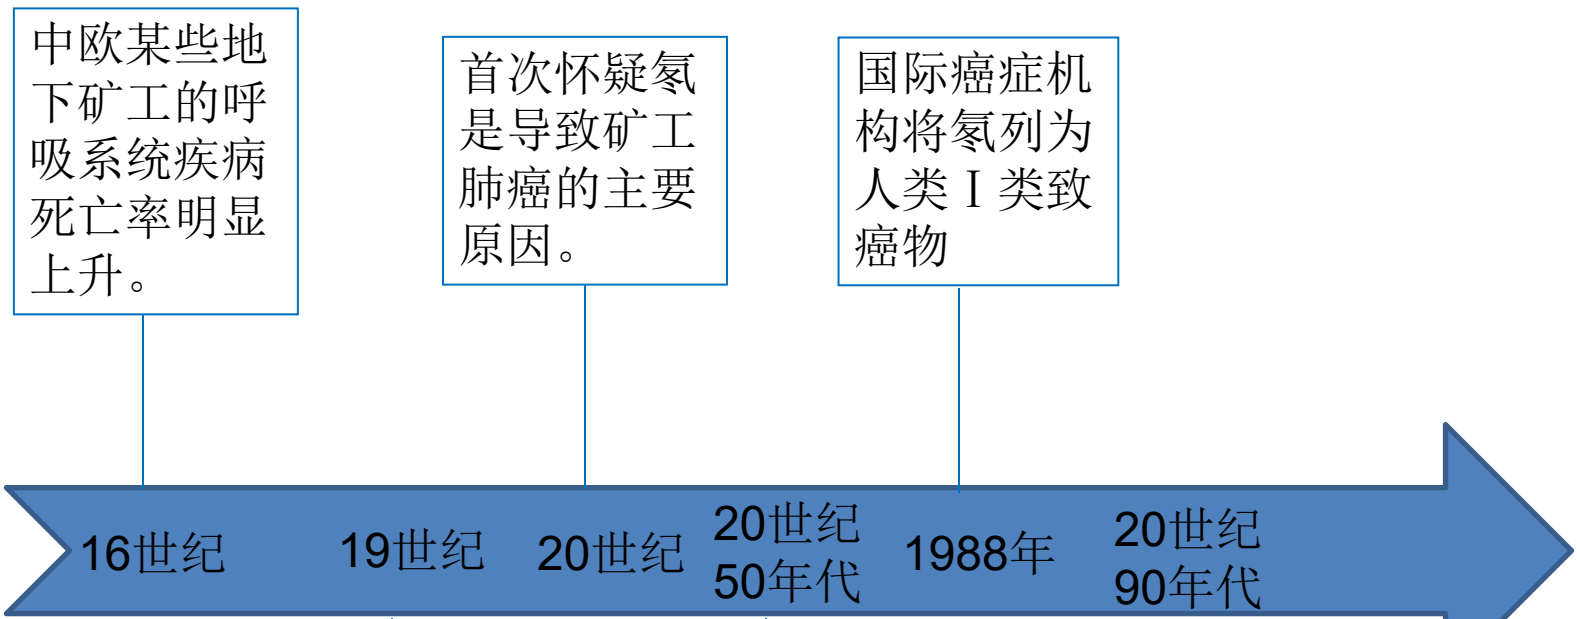 中欧某些地
下矿工的呼
吸系统疾病
死亡率明显
上升。
首次怀疑氡
是导致矿工
肺癌的主要
原因。
国际癌症机
构将氡列为
人类Ⅰ类致
癌物
16世纪
19世纪
20世纪
20世纪
50年代
1988年
20世纪
90年代